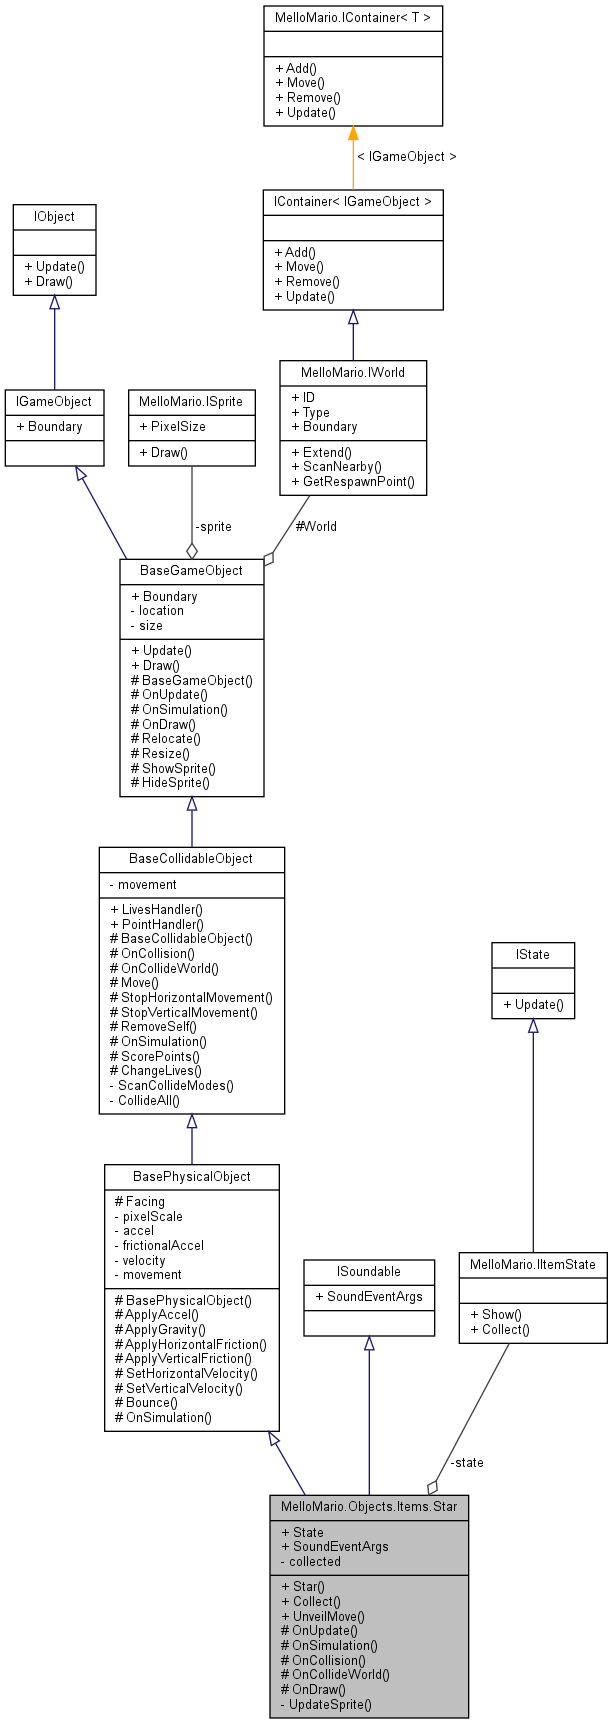 MelloMario.IContainer< T >
+ Add()
+ Move()
+ Remove()
+ Update()
< IGameObject >
IContainer< IGameObject >
+ Add()
+ Move()
+ Remove()
+ Update()
IObject
+ Update()
+ Draw()
IGameObject
+ Boundary
MelloMario.ISprite
+ PixelSize
+ Draw()
MelloMario.IWorld
+ ID
+ Type
+ Boundary
+ Extend()
+ ScanNearby()
+ GetRespawnPoint()
-sprite
#World
BaseGameObject
+ Boundary
- location
- size
+ Update()
+ Draw()
# BaseGameObject()
# OnUpdate()
# OnSimulation()
# OnDraw()
# Relocate()
# Resize()
# ShowSprite()
# HideSprite()
BaseCollidableObject
- movement
+ LivesHandler()
+ PointHandler()
# BaseCollidableObject()
# OnCollision()
# OnCollideWorld()
# Move()
# StopHorizontalMovement()
# StopVerticalMovement()
# RemoveSelf()
# OnSimulation()
# ScorePoints()
# ChangeLives()
- ScanCollideModes()
- CollideAll()
IState
+ Update()
BasePhysicalObject
# Facing
- pixelScale
- accel
- frictionalAccel
- velocity
- movement
# BasePhysicalObject()
# ApplyAccel()
# ApplyGravity()
# ApplyHorizontalFriction()
# ApplyVerticalFriction()
# SetHorizontalVelocity()
# SetVerticalVelocity()
# Bounce()
# OnSimulation()
ISoundable
+ SoundEventArgs
MelloMario.IItemState
+ Show()
+ Collect()
-state
MelloMario.Objects.Items.Star
+ State
+ SoundEventArgs
- collected
+ Star()
+ Collect()
+ UnveilMove()
# OnUpdate()
# OnSimulation()
# OnCollision()
# OnCollideWorld()
# OnDraw()
- UpdateSprite()